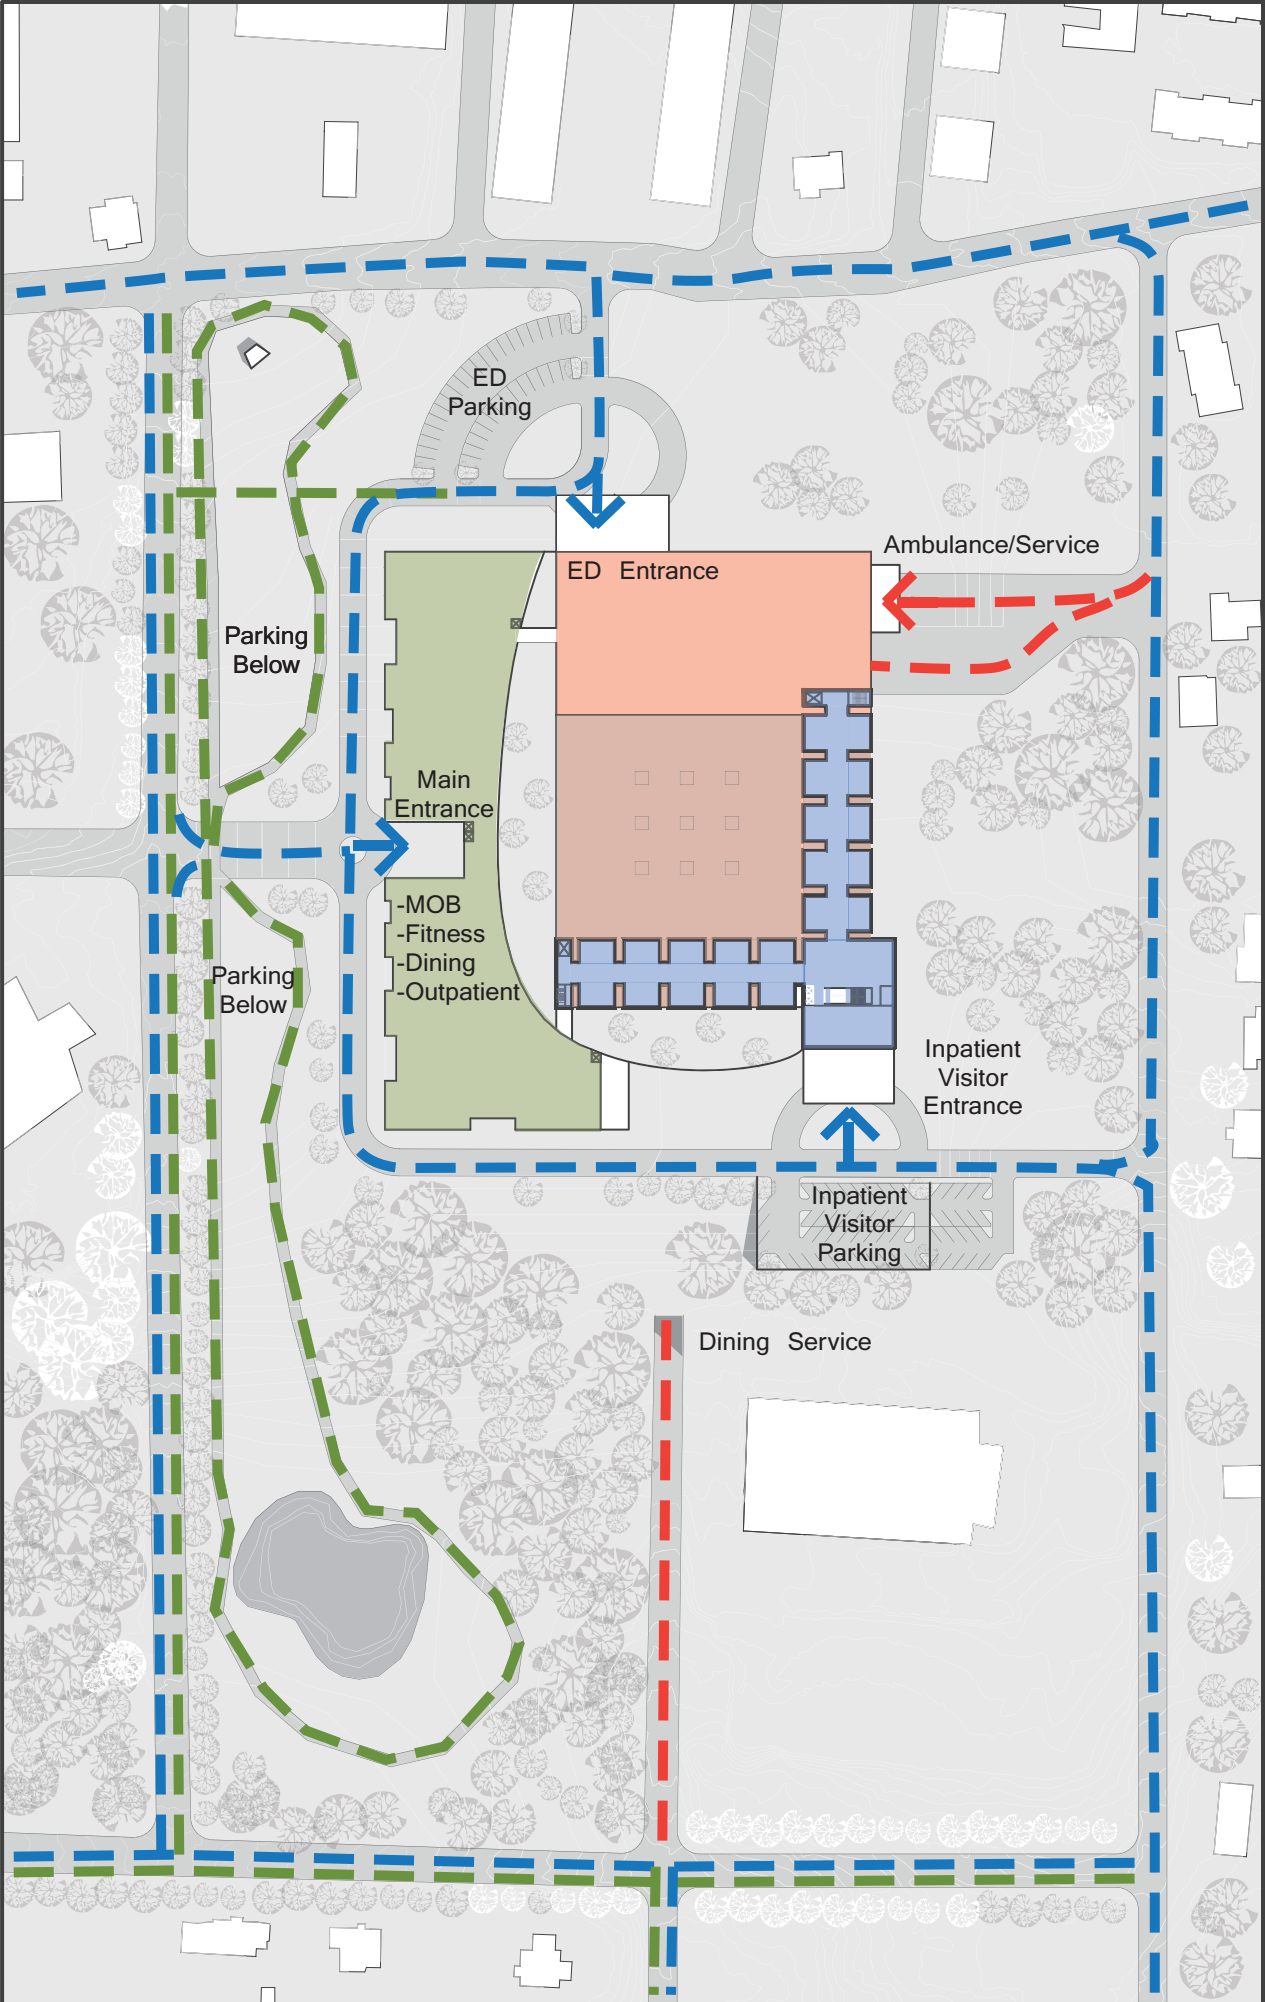 ED
Parking
Ambulance/Service
ED Entrance
Parking
Below
Main
Entrance
-MOB
-Fitness
-Dining
-Outpatient
Parking
Below
Inpatient
Visitor
Entrance
Inpatient
Visitor
Parking
Dining Service